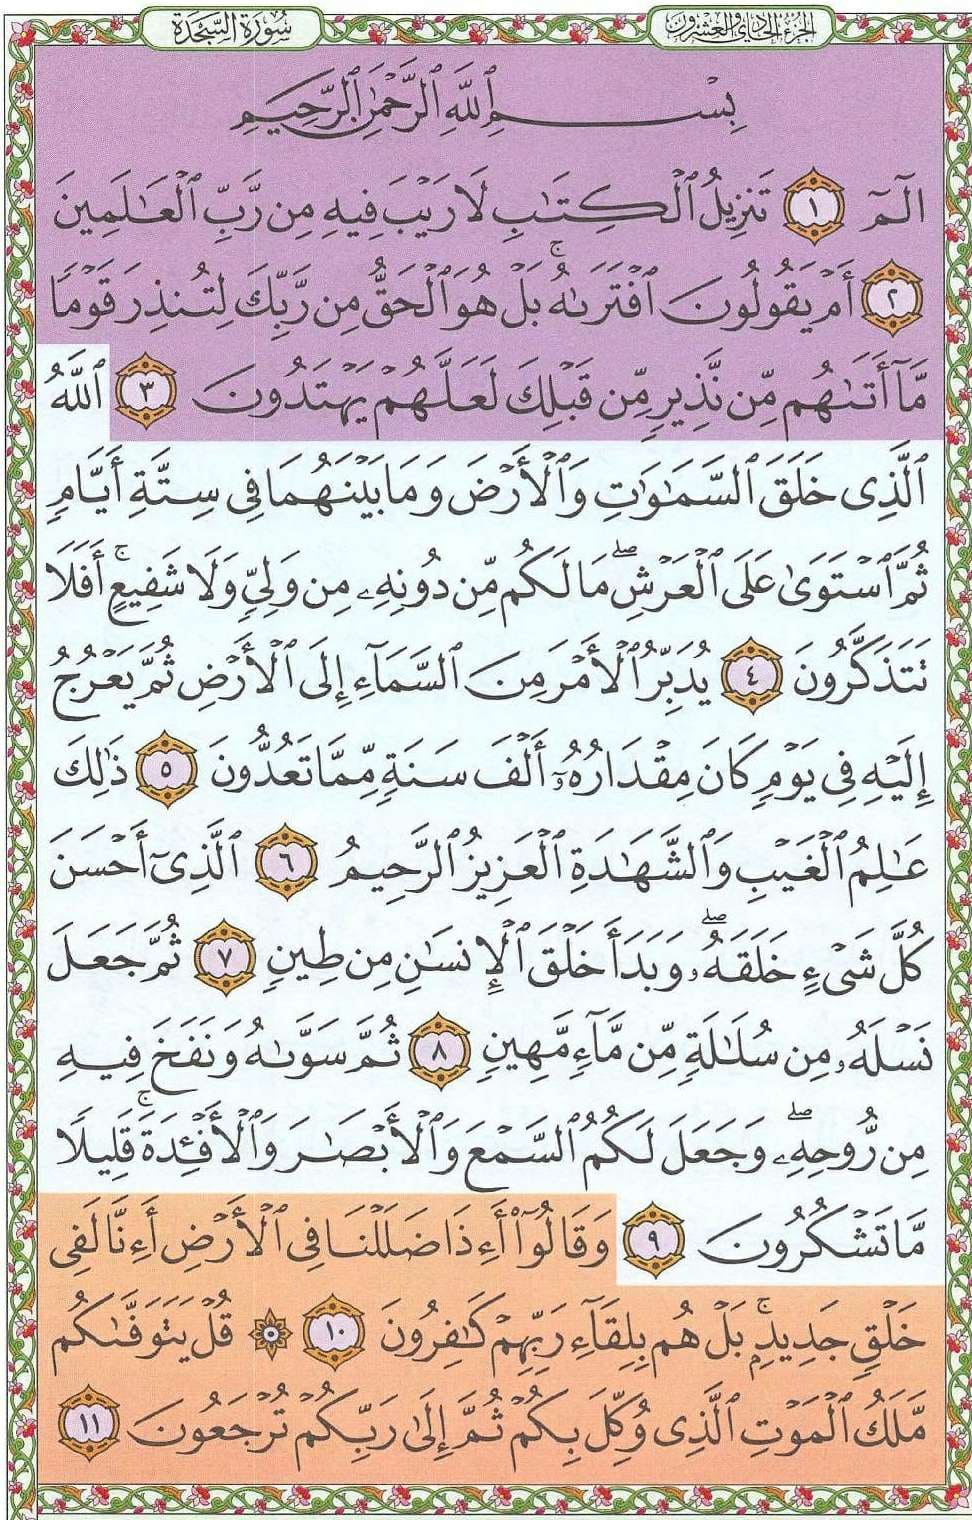 الجزء الحادي والعشرون
سورة السجدة
بِسْمِ ٱللَّهِ ٱلرَّحْمَٰنِ ٱلرَّحِيمِ
الٓمٓ ١ تَنزِيلُ ٱلْكِتَٰبِ لَا رَيْبَ فِيهِ مِن رَّبِّ ٱلْعَٰلَمِينَ
٢ أَمْ يَقُولُونَ ٱفْتَرَىٰهُ ۚ بَلْ هُوَ ٱلْحَقُّ مِن رَّبِّكَ لِتُنذِرَ قَوْمًا
مَّآ أَتَىٰهُم مِّن نَّذِيرٍ مِّن قَبْلِكَ لَعَلَّهُمْ يَهْتَدُونَ ٣ ٱللَّهُ
ٱلَّذِى خَلَقَ ٱلسَّمَٰوَٰتِ وَٱلْأَرْضَ وَمَا بَيْنَهُمَا فِى سِتَّةِ أَيَّامٍ
ثُمَّ ٱسْتَوَىٰ عَلَى ٱلْعَرْشِ ۖ مَا لَكُم مِّن دُونِهِۦ مِن وَلِىٍّ وَلَا شَفِيعٍ ۚ أَفَلَا
تَتَذَكَّرُونَ ٤ يُدَبِّرُ ٱلْأَمْرَ مِنَ ٱلسَّمَآءِ إِلَى ٱلْأَرْضِ ثُمَّ يَعْرُجُ
إِلَيْهِ فِى يَوْمٍ كَانَ مِقْدَارُهُۥٓ أَلْفَ سَنَةٍ مِّمَّا تَعُدُّونَ ٥ ذَٰلِكَ
عَٰلِمُ ٱلْغَيْبِ وَٱلشَّهَٰدَةِ ٱلْعَزِيزُ ٱلرَّحِيمُ ٦ ٱلَّذِىٓ أَحْسَنَ
كُلَّ شَىْءٍ خَلَقَهُۥ ۖ وَبَدَأَ خَلْقَ ٱلْإِنسَٰنِ مِن طِينٍ ٧ ثُمَّ جَعَلَ
نَسْلَهُۥ مِن سُلَٰلَةٍ مِّن مَّآءٍ مَّهِينٍ ٨ ثُمَّ سَوَّىٰهُ وَنَفَخَ فِيهِ
مِن رُّوحِهِۦ ۖ وَجَعَلَ لَكُمُ ٱلسَّمْعَ وَٱلْأَبْصَٰرَ وَٱلْأَفْـِٔدَةَ ۚ قَلِيلًا
مَّا تَشْكُرُونَ ٩ وَقَالُوٓا۟ أَءِذَا ضَلَلْنَا فِى ٱلْأَرْضِ أَءِنَّا لَفِى
خَلْقٍ جَدِيدٍۭ ۚ بَلْ هُم بِلِقَآءِ رَبِّهِمْ كَٰفِرُونَ ١٠ ۞ قُلْ يَتَوَفَّىٰكُم
مَّلَكُ ٱلْمَوْتِ ٱلَّذِى وُكِّلَ بِكُمْ ثُمَّ إِلَىٰ رَبِّكُمْ تُرْجَعُونَ ١١